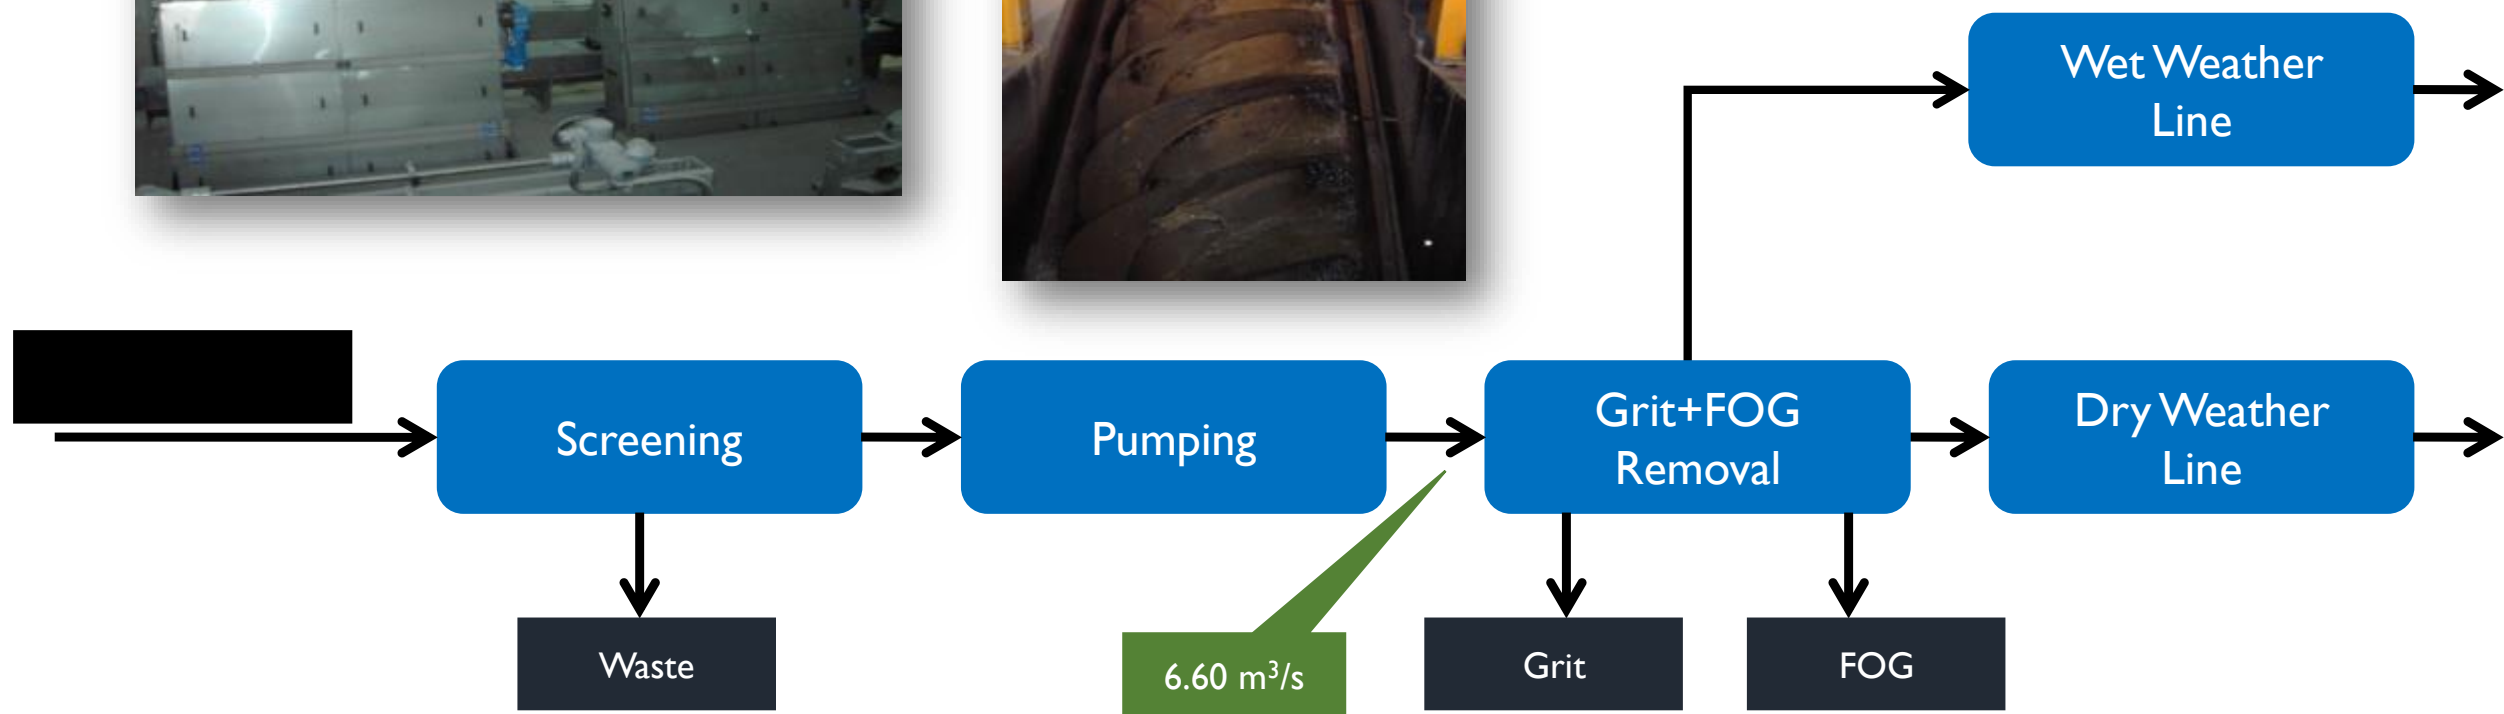 Wet Weather
Line
Screening
Pumping
Grit+FOG
Removal
Dry Weather
Line
Waste
6.60 m³/s
Grit
FOG